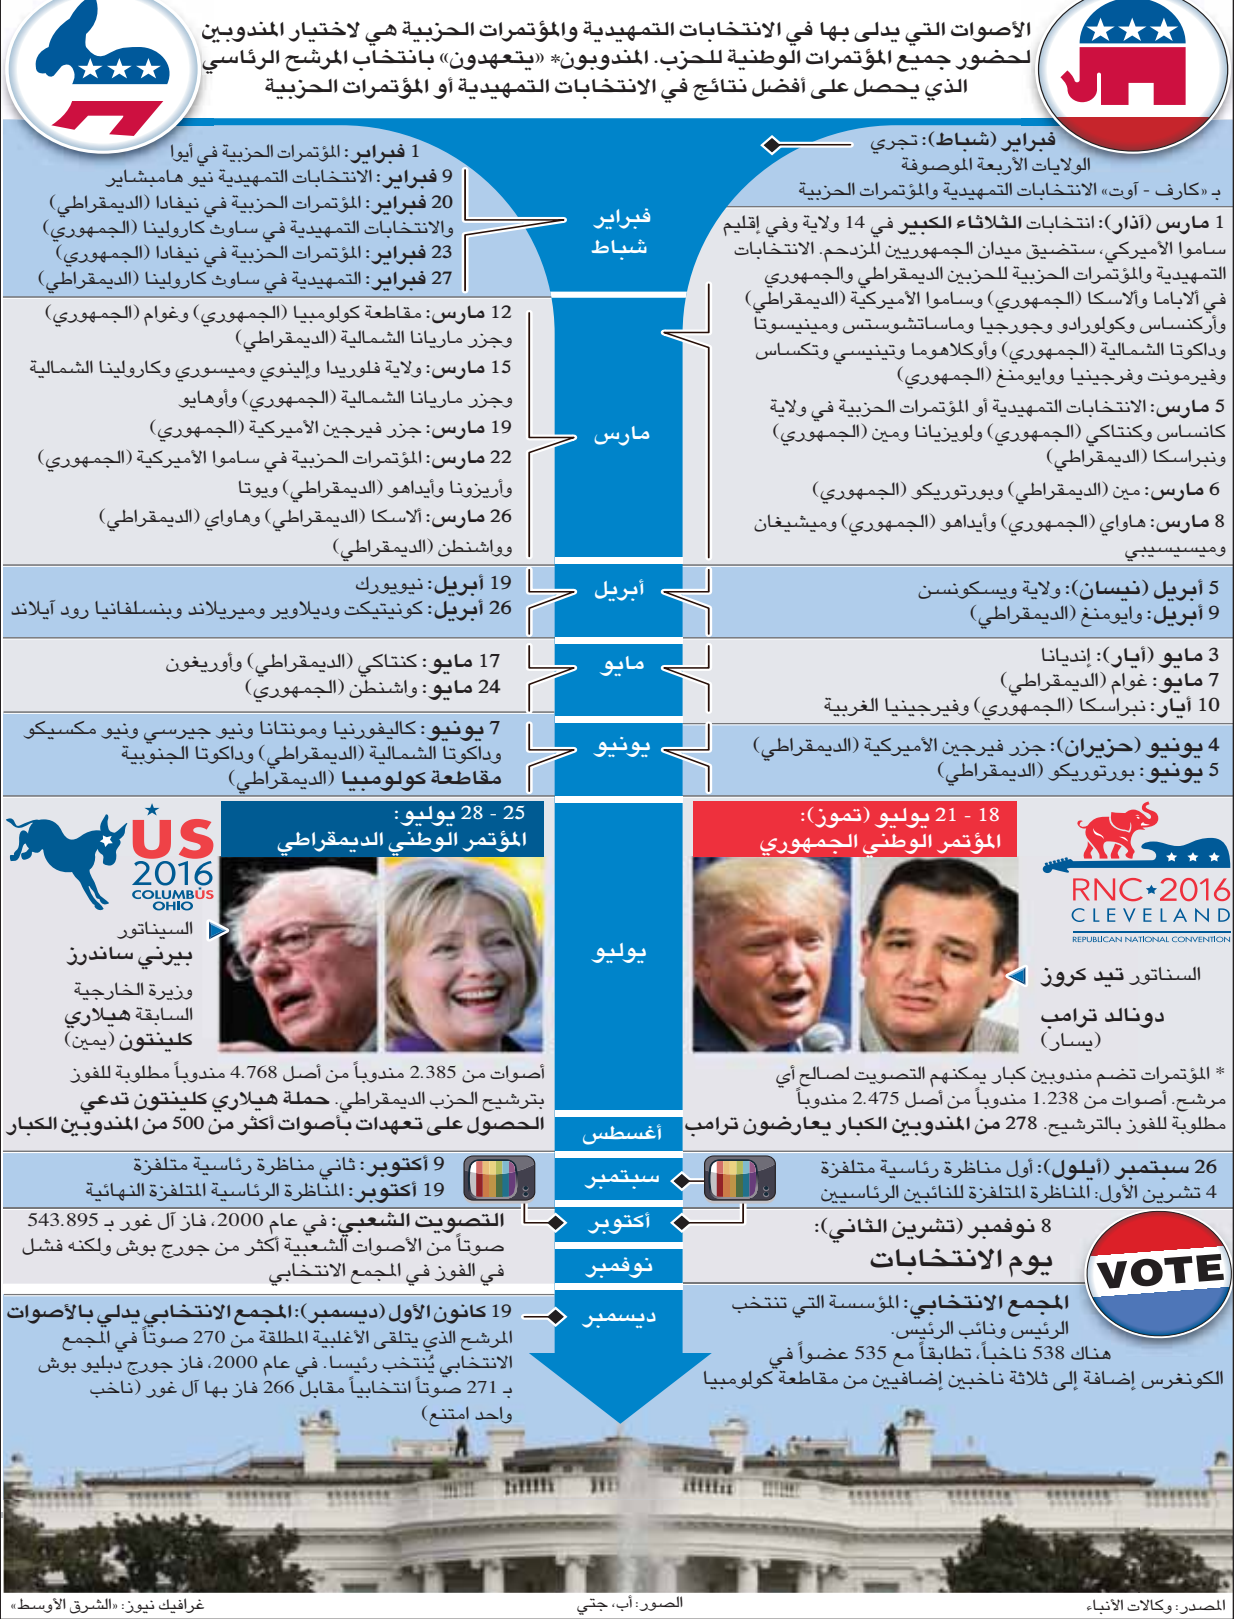 الأصوات التي يدلى بها في الانتخابات التمهيدية والمؤتمرات الحزبية هي لاختيار المندوبين
لحضور جميع المؤتمرات الوطنية للحزب. المندوبون* «يتعهدون» بانتخاب المرشح الرئاسي
الذي يحصل على أفضل نتائج في الانتخابات التمهيدية أو المؤتمرات الحزبية
فبراير (شباط): تجري
الولايات الأربعة الموصوفة
بـ «كارف - آوت» الانتخابات التمهيدية والمؤتمرات الحزبية
فبراير
شباط
1 فبراير: المؤتمرات الحزبية في أيوا
9 فبراير: الانتخابات التمهيدية نيو هامبشاير
20 فبراير: المؤتمرات الحزبية في نيفادا (الديمقراطي)
والانتخابات التمهيدية في ساوث كارولينا (الجمهوري)
23 فبراير: المؤتمرات الحزبية في نيفادا (الجمهوري)
27 فبراير: التمهيدية في ساوث كارولينا (الديمقراطي)
1 مارس (آذار): انتخابات الثلاثاء الكبير في 14 ولاية وفي إقليم
ساموا الأميركي، ستضيق ميدان الجمهوريين المزدحم. الانتخابات
التمهيدية والمؤتمرات الحزبية للحزبين الديمقراطي والجمهوري
في ألاباما وألاسكا (الجمهوري) وساموا الأميركية (الديمقراطي)
وأركنساس وكولورادو وجورجيا وماساتشوستس ومينيسوتا
وداكوتا الشمالية (الجمهوري) وأوكلاهوما وتينيسي وتكساس
وفيرمونت وفرجينيا ووايومنغ (الجمهوري)
5 مارس: الانتخابات التمهيدية أو المؤتمرات الحزبية في ولاية
كانساس وكنتاكي (الجمهوري) ولويزيانا ومين (الجمهوري)
ونبراسكا (الديمقراطي)
6 مارس: مين (الديمقراطي) وبورتوريكو (الجمهوري)
8 مارس: هاواي (الجمهوري) وأيداهو (الجمهوري) وميشيغان
وميسيسيبي
مارس
12 مارس: مقاطعة كولومبيا (الجمهوري) وغوام (الجمهوري)
وجزر ماريانا الشمالية (الديمقراطي)
15 مارس: ولاية فلوريدا وإلينوي وميسوري وكارولينا الشمالية
وجزر ماريانا الشمالية (الجمهوري) وأوهايو
19 مارس: جزر فيرجين الأميركية (الجمهوري)
22 مارس: المؤتمرات الحزبية في ساموا الأميركية (الجمهوري)
وأريزونا وأيداهو (الديمقراطي) ويوتا
26 مارس: ألاسكا (الديمقراطي) وهاواي (الديمقراطي)
وواشنطن (الديمقراطي)
5 أبريل (نيسان): ولاية ويسكونسن
9 أبريل: وايومنغ (الديمقراطي)
أبريل
19 أبريل: نيويورك
26 أبريل: كونيتيكت وديلاوير وميريلاند وبنسلفانيا رود آيلاند
3 مايو (أيار): إنديانا
7 مايو: غوام (الديمقراطي)
10 أيار: نبراسكا (الجمهوري) وفيرجينيا الغربية
مايو
17 مايو: كنتاكي (الديمقراطي) وأوريغون
24 مايو: واشنطن (الجمهوري)
4 يونيو (حزيران): جزر فيرجين الأميركية (الديمقراطي)
5 يونيو: بورتوريكو (الديمقراطي)
يونيو
7 يونيو: كاليفورنيا ومونتانا ونيو جيرسي ونيو مكسيكو
وداكوتا الشمالية (الديمقراطي) وداكوتا الجنوبية
مقاطعة كولومبيا (الديمقراطي)
18 - 21 يوليو (تموز):
المؤتمر الوطني الجمهوري
RNC 2016
CLEVELAND
REPUBLICAN NATIONAL CONVENTION
السناتور تيد كروز
دونالد ترامب
(يسار)
* المؤتمرات تضم مندوبين كبار يمكنهم التصويت لصالح أي
مرشح. أصوات من 1.238 مندوباً من أصل 2.475 مندوباً
مطلوبة للفوز بالترشيح. 278 من المندوبين الكبار يعارضون ترامب
يوليو
25 - 28 يوليو:
المؤتمر الوطني الديمقراطي
US
2016
COLUMBUS
OHIO
السيناتور
بيرني ساندرز
وزيرة الخارجية
السابقة هيلاري
كلينتون (يمين)
أصوات من 2.385 مندوباً من أصل 4.768 مندوباً مطلوبة للفوز
بترشيح الحزب الديمقراطي. حملة هيلاري كلينتون تدعي
الحصول على تعهدات بأصوات أكثر من 500 من المندوبين الكبار
أغسطس
26 سبتمبر (أيلول): أول مناظرة رئاسية متلفزة
4 تشرين الأول: المناظرة المتلفزة للنائبين الرئاسيين
سبتمبر
9 أكتوبر: ثاني مناظرة رئاسية متلفزة
19 أكتوبر: المناظرة الرئاسية المتلفزة النهائية
أكتوبر
8 نوفمبر (تشرين الثاني):
يوم الانتخابات
VOTE
نوفمبر
التصويت الشعبي: في عام 2000، فاز آل غور بـ 543.895
صوتاً من الأصوات الشعبية أكثر من جورج بوش ولكنه فشل
في الفوز في المجمع الانتخابي
المجمع الانتخابي: المؤسسة التي تنتخب
الرئيس ونائب الرئيس.
هناك 538 ناخباً، تطابقاً مع 535 عضواً في
الكونغرس إضافة إلى ثلاثة ناخبين إضافيين من مقاطعة كولومبيا
ديسمبر
19 كانون الأول (ديسمبر): المجمع الانتخابي يدلي بالأصوات
المرشح الذي يتلقى الأغلبية المطلقة من 270 صوتاً في المجمع
الانتخابي يُنتخب رئيسا. في عام 2000، فاز جورج دبليو بوش
بـ 271 صوتاً انتخابياً مقابل 266 فاز بها آل غور (ناخب
واحد امتنع)
المصدر: وكالات الأنباء
الصور: أب، جتي
غرافيك نيوز: «الشرق الأوسط»